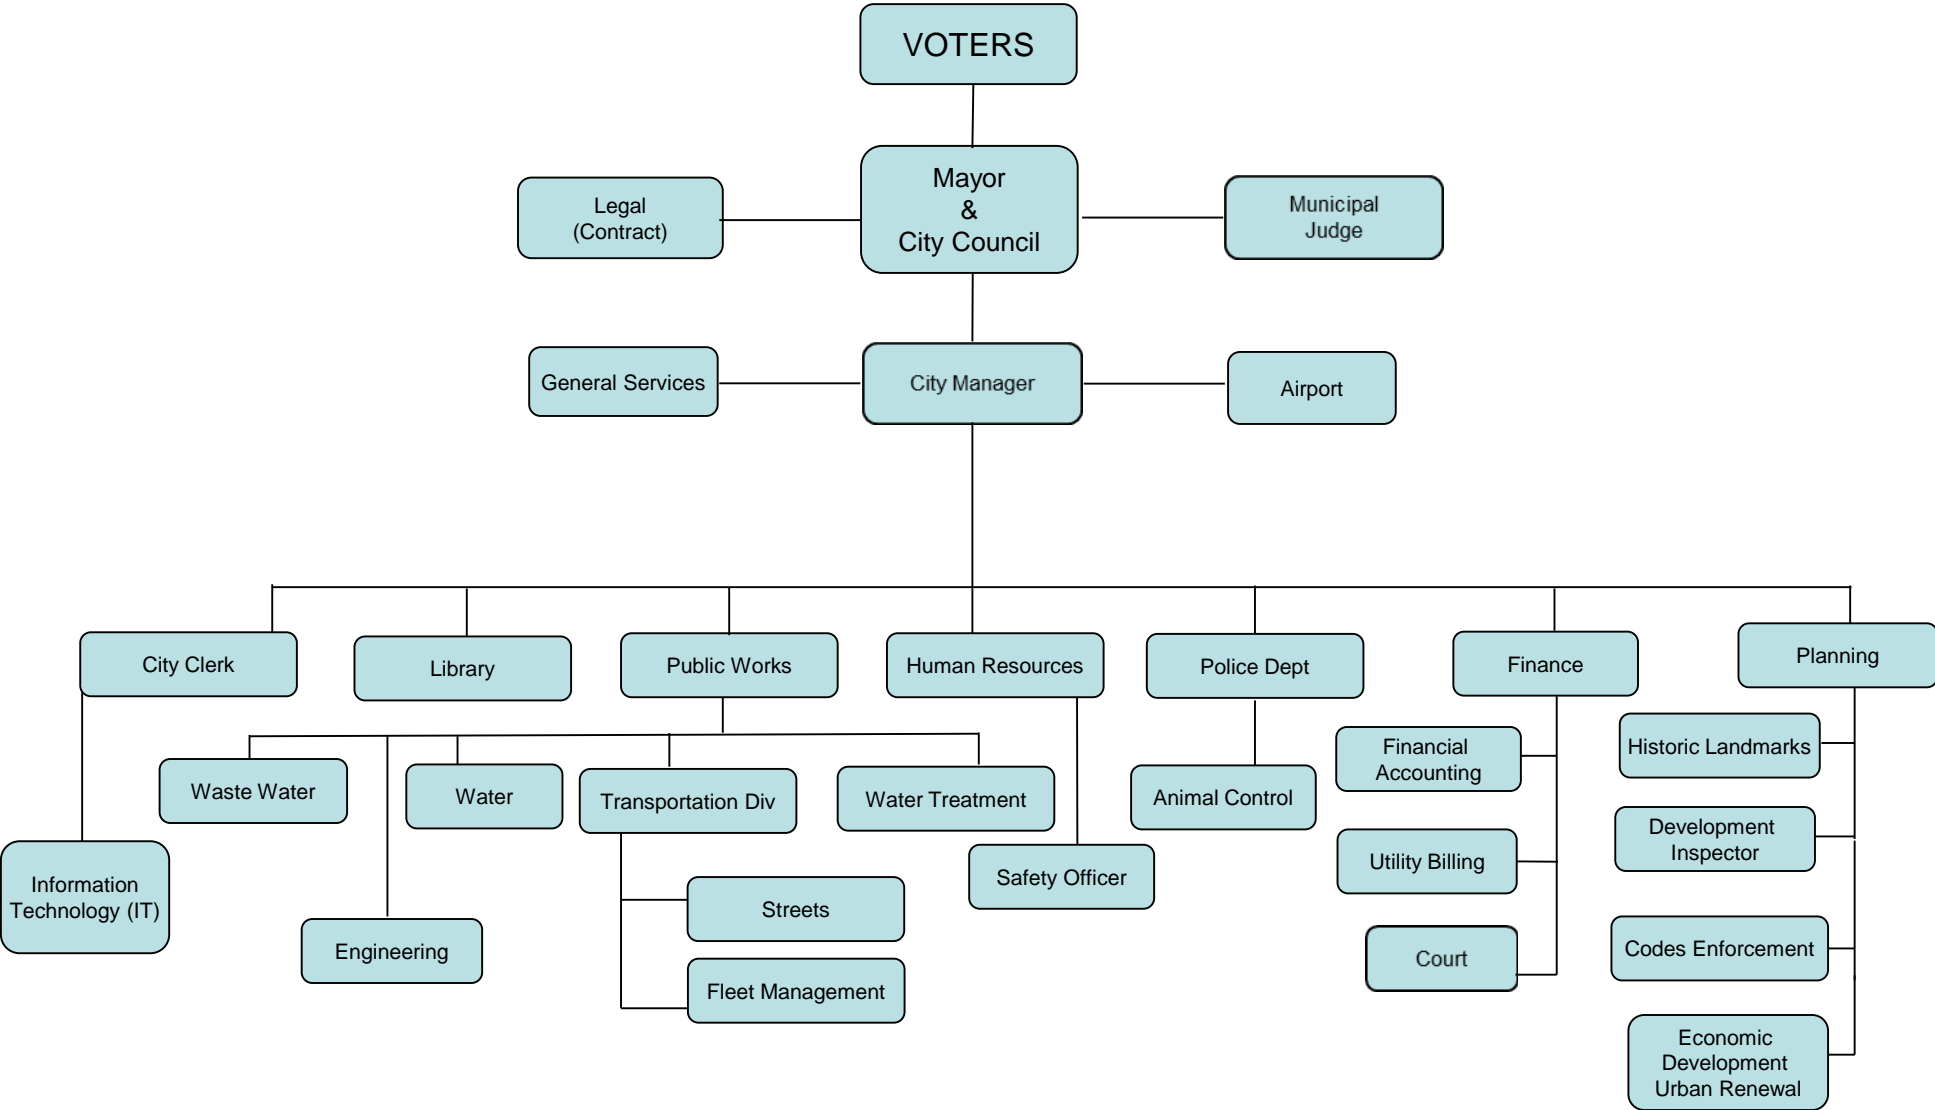 VOTERS
Mayor
&
City Council
Legal
(Contract)
Municipal
Judge
General Services
City Manager
Airport
City Clerk
Library
Public Works
Human Resources
Police Dept
Finance
Planning
Waste Water
Water
Transportation Div
Water Treatment
Animal Control
Financial
Accounting
Historic Landmarks
Information
Technology (IT)
Engineering
Streets
Fleet Management
Safety Officer
Utility Billing
Court
Development
Inspector
Codes Enforcement
Economic
Development
Urban Renewal